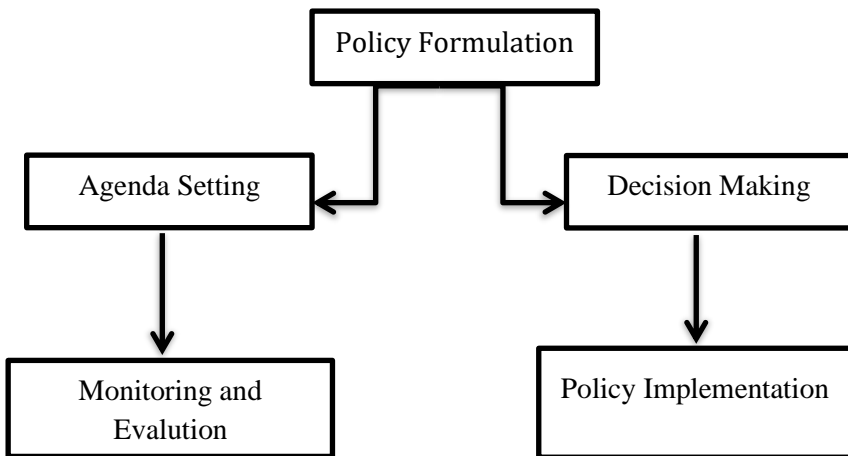 Policy Formulation
Agenda Setting
Decision Making
Monitoring and
Evalution
Policy Implementation